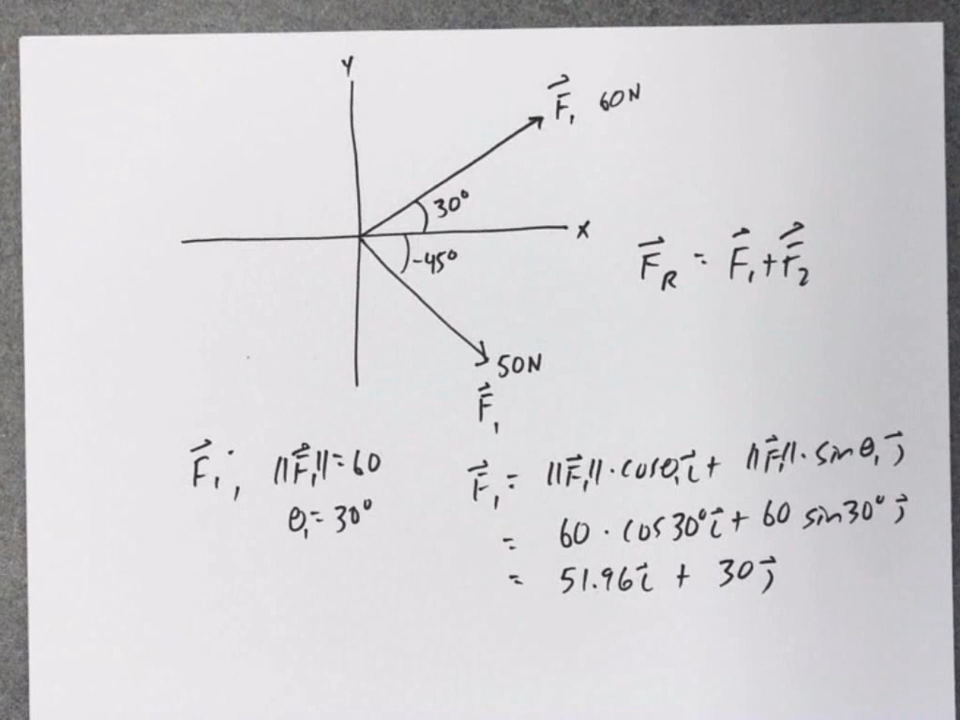 Y
F⃗₁ 60N
30°
X
-45°
F⃗_R = F⃗₁ + F⃗₂
50N
F⃗₁
F⃗₁; ||F⃗₁|| = 60
θ₁ = 30°
F⃗₁ = ||F⃗₁|| · cosθ₁ i⃗ + ||F⃗₁|| · sinθ₁ j⃗
= 60 · cos30° i⃗ + 60 sin30° j⃗
= 51.96 i⃗ + 30 j⃗